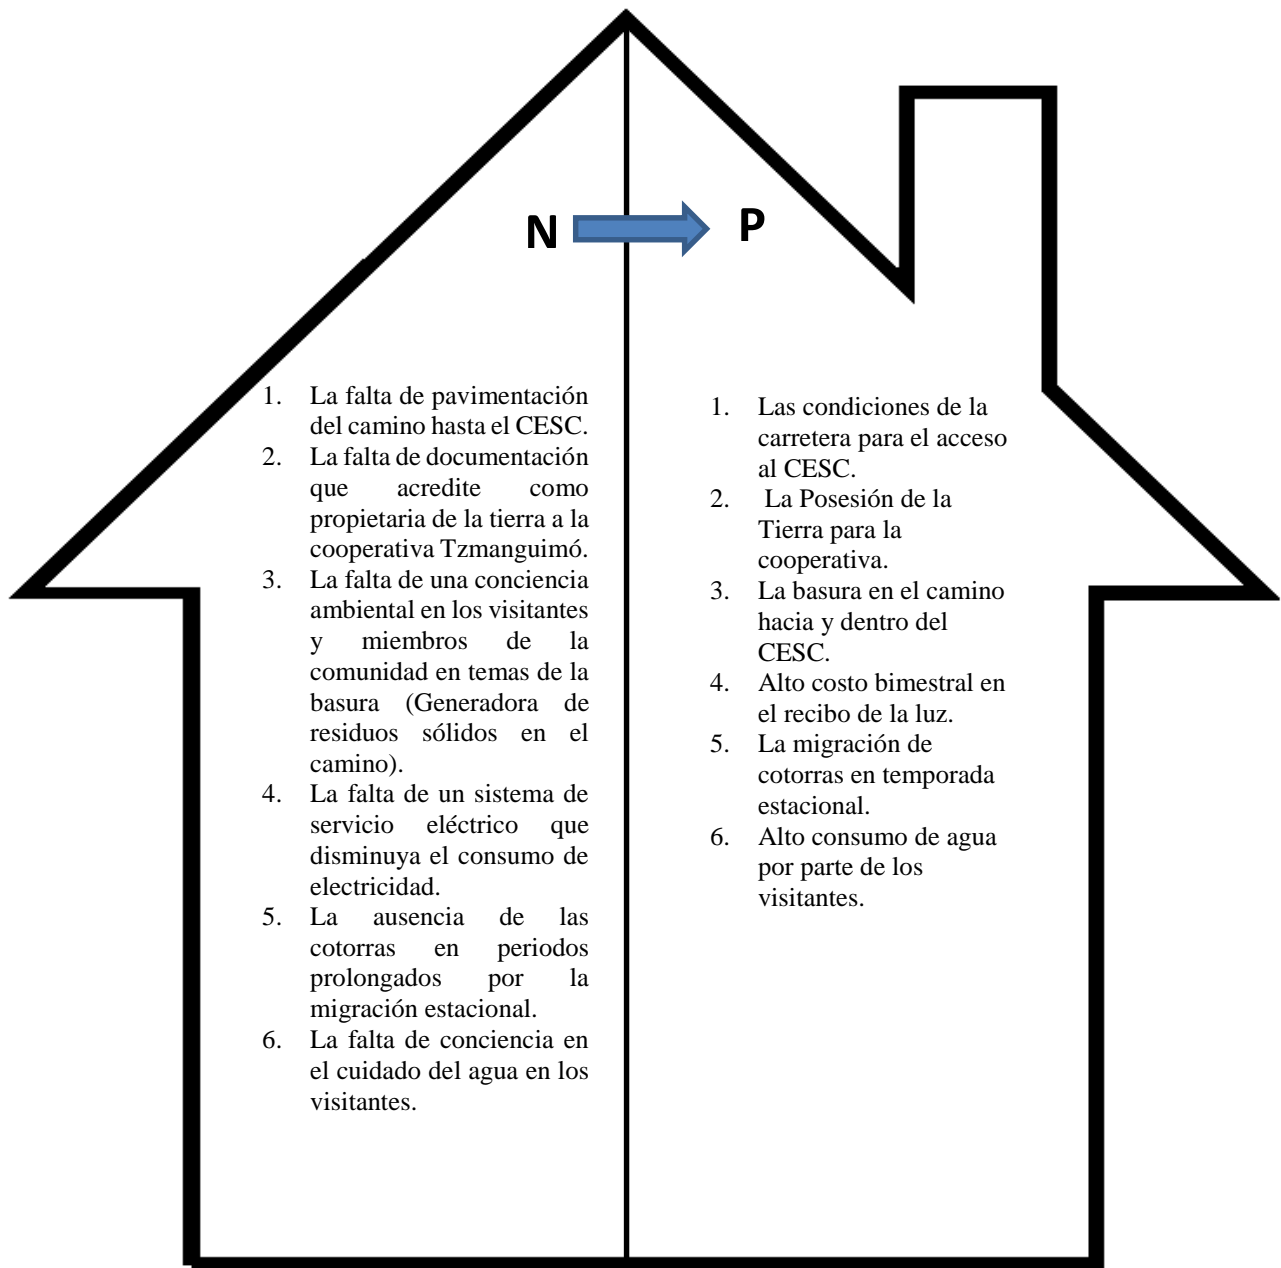 N
P
1. La falta de pavimentación
del camino hasta el CESC.
2. La falta de documentación
que acredite como
propietaria de la tierra a la
cooperativa Tzmanguimó.
3. La falta de una conciencia
ambiental en los visitantes
y miembros de la
comunidad en temas de la
basura (Generadora de
residuos sólidos en el
camino).
4. La falta de un sistema de
servicio eléctrico que
disminuya el consumo de
electricidad.
5. La ausencia de las
cotorras en periodos
prolongados por la
migración estacional.
6. La falta de conciencia en
el cuidado del agua en los
visitantes.
1. Las condiciones de la
carretera para el acceso
al CESC.
2. La Posesión de la
Tierra para la
cooperativa.
3. La basura en el camino
hacia y dentro del
CESC.
4. Alto costo bimestral en
el recibo de la luz.
5. La migración de
cotorras en temporada
estacional.
6. Alto consumo de agua
por parte de los
visitantes.